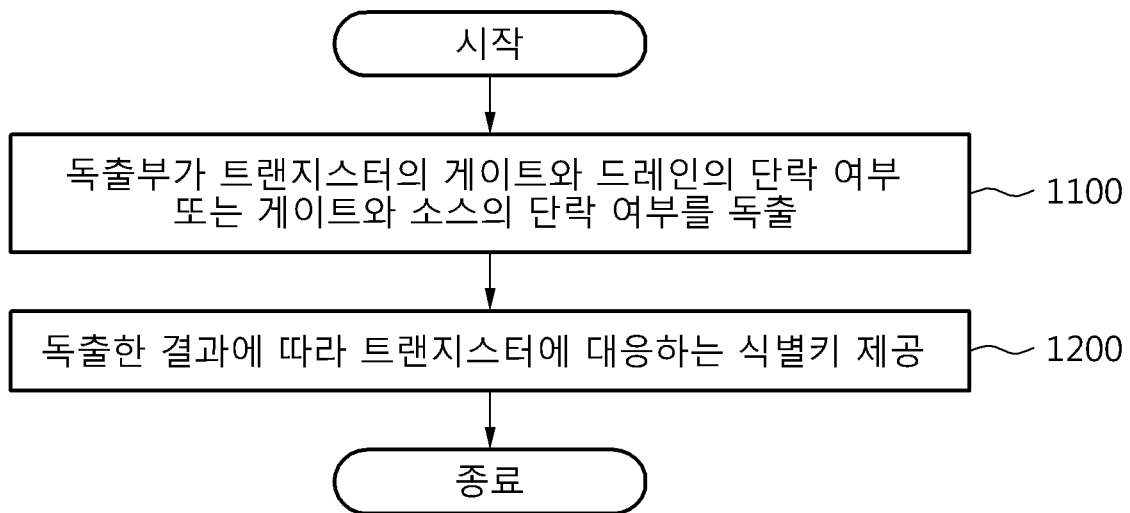 시작
독출부가 트랜지스터의 게이트와 드레인의 단락 여부
또는 게이트와 소스의 단락 여부를 독출
1100
독출한 결과에 따라 트랜지스터에 대응하는 식별키 제공
1200
종료